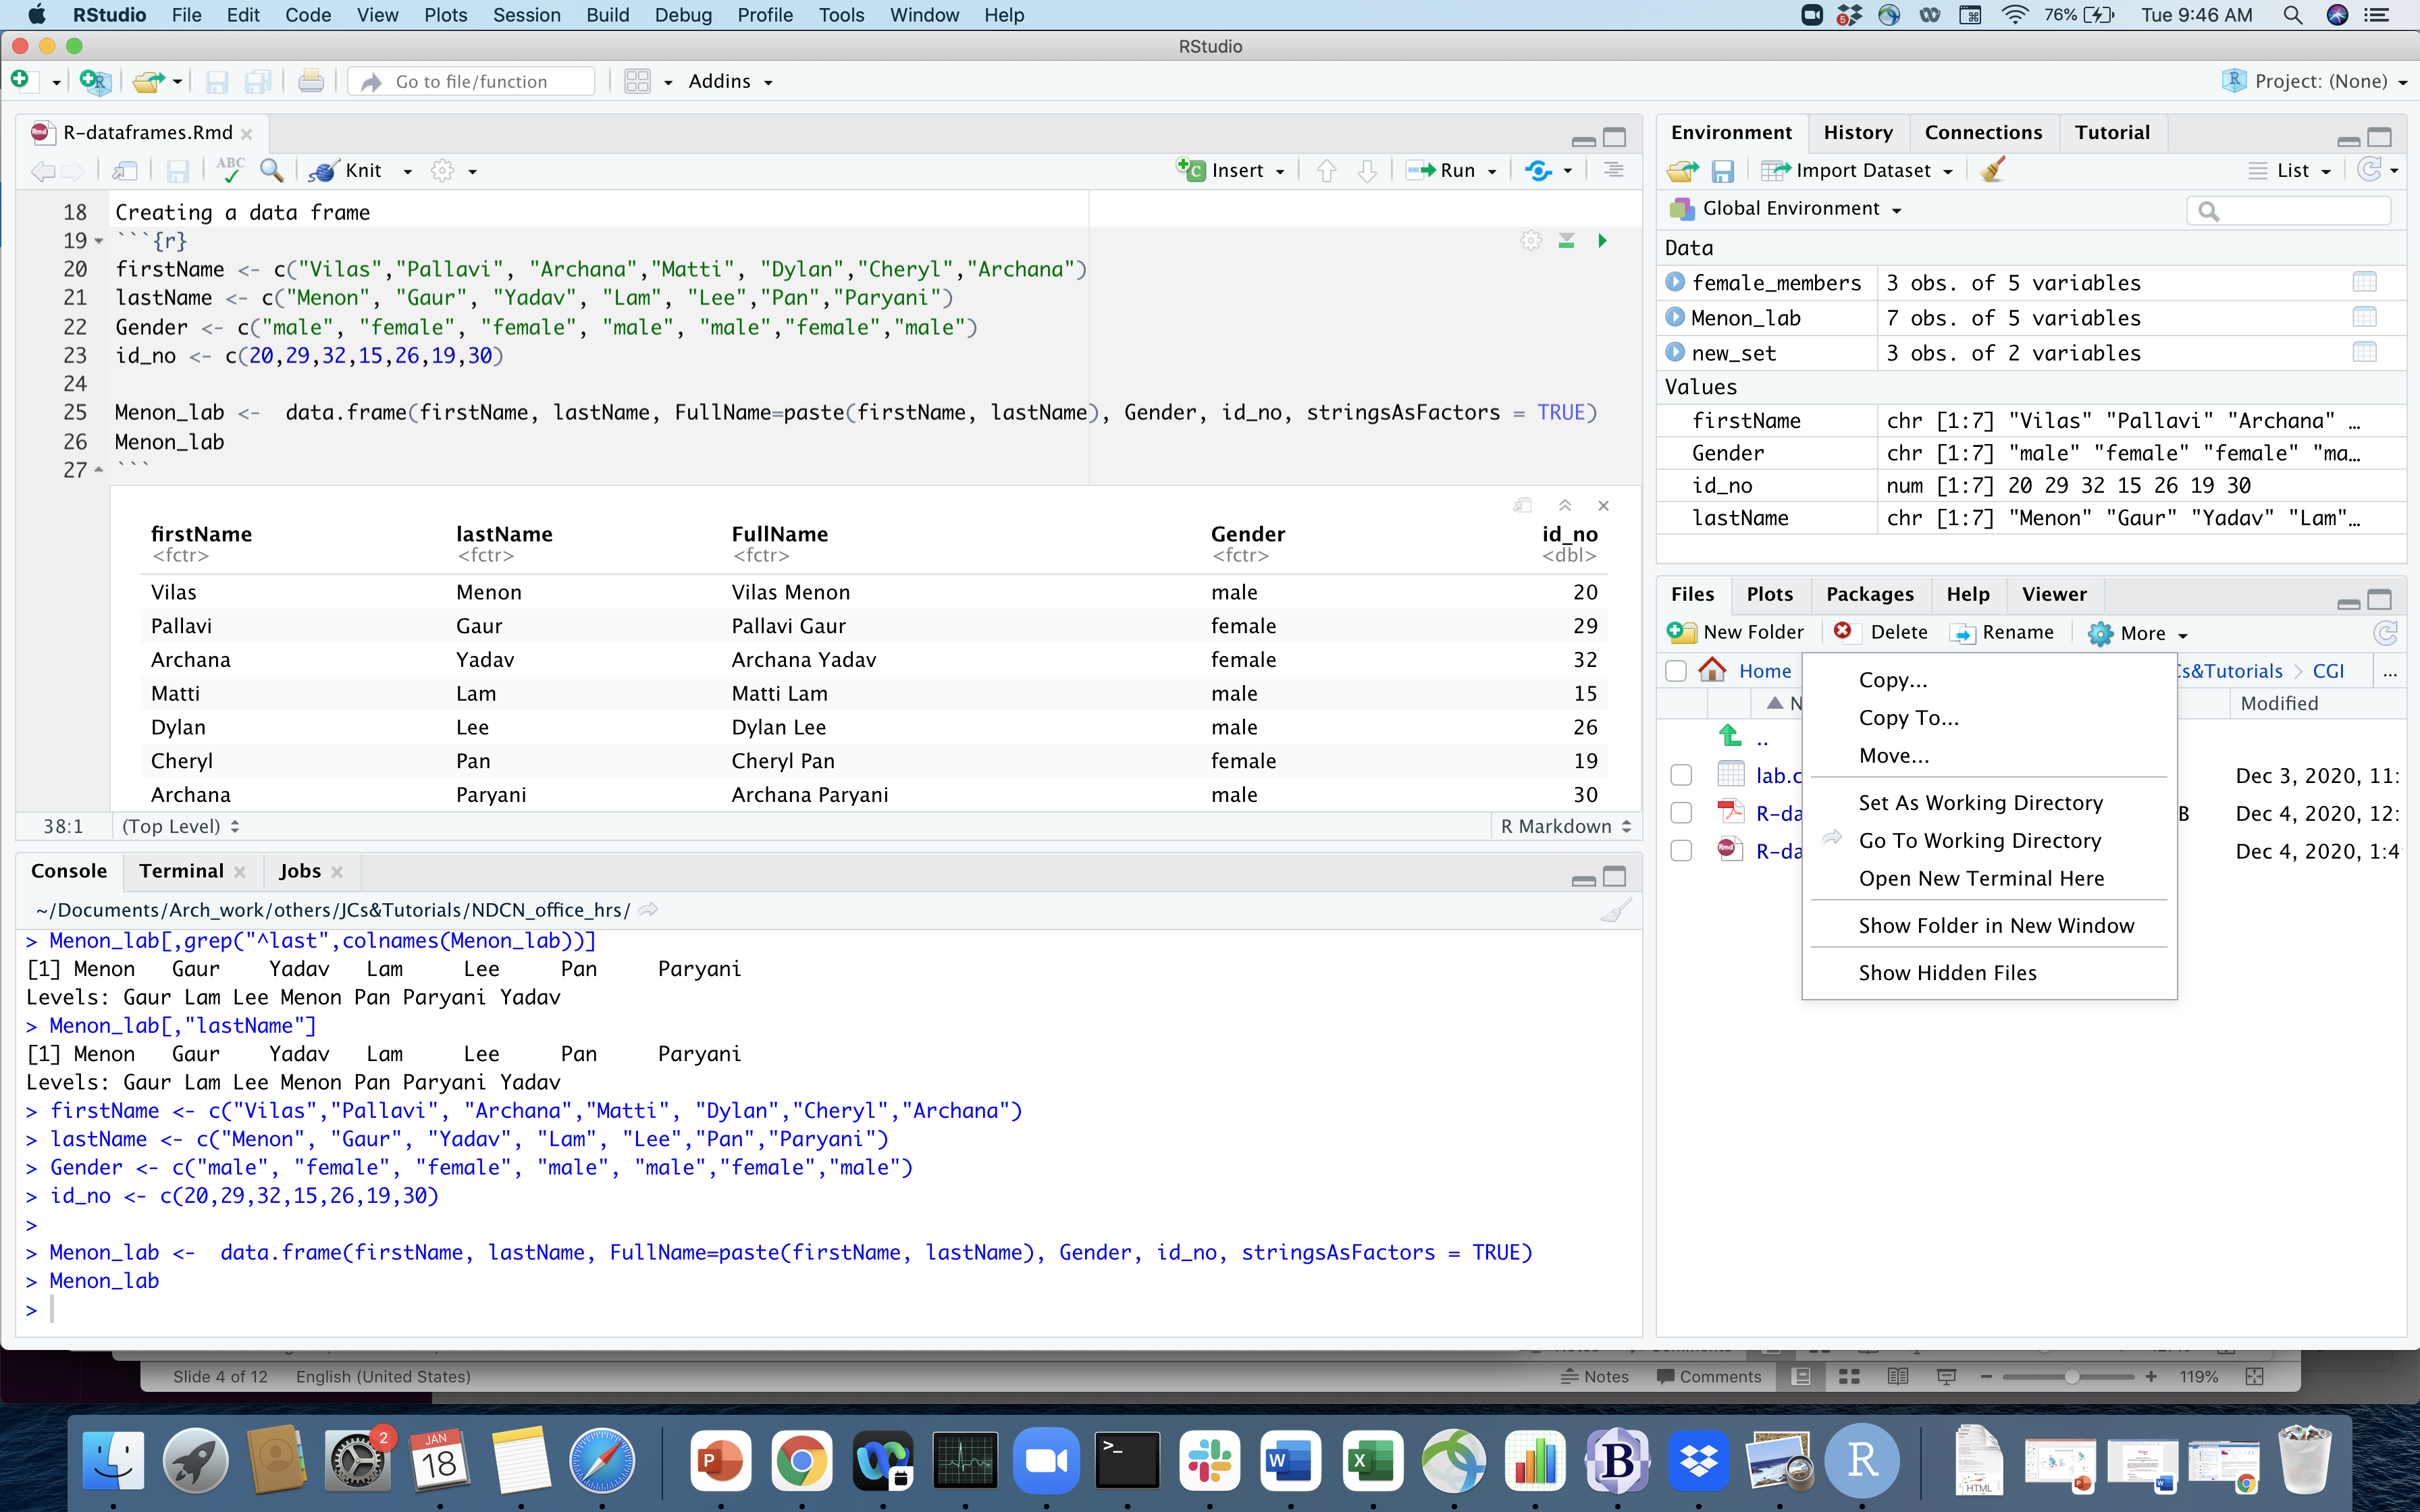 RStudio File Edit Code View Plots Session Build Debug Profile Tools Window Help 5 76% Tue 9:46 AM
RStudio
Go to file/function Addins Project: (None)
R-dataframes.Rmd
ABC Knit Insert Run
18 Creating a data frame
19 ```{r}
20 firstName <- c("Vilas","Pallavi", "Archana","Matti", "Dylan","Cheryl","Archana")
21 lastName <- c("Menon", "Gaur", "Yadav", "Lam", "Lee","Pan","Paryani")
22 Gender <- c("male", "female", "female", "male", "male","female","male")
23 id_no <- c(20,29,32,15,26,19,30)
24
25 Menon_lab <-  data.frame(firstName, lastName, FullName=paste(firstName, lastName), Gender, id_no, stringsAsFactors = TRUE)
26 Menon_lab
27 ```
firstName lastName FullName Gender id_no
<fctr> <fctr> <fctr> <fctr> <dbl>
Vilas Menon Vilas Menon male 20
Pallavi Gaur Pallavi Gaur female 29
Archana Yadav Archana Yadav female 32
Matti Lam Matti Lam male 15
Dylan Lee Dylan Lee male 26
Cheryl Pan Cheryl Pan female 19
Archana Paryani Archana Paryani male 30
38:1 (Top Level) R Markdown
Console Terminal Jobs
~/Documents/Arch_work/others/JCs&Tutorials/NDCN_office_hrs/
> Menon_lab[,grep("^last",colnames(Menon_lab))]
[1] Menon   Gaur    Yadav   Lam     Lee     Pan     Paryani
Levels: Gaur Lam Lee Menon Pan Paryani Yadav
> Menon_lab[,"lastName"]
[1] Menon   Gaur    Yadav   Lam     Lee     Pan     Paryani
Levels: Gaur Lam Lee Menon Pan Paryani Yadav
> firstName <- c("Vilas","Pallavi", "Archana","Matti", "Dylan","Cheryl","Archana")
> lastName <- c("Menon", "Gaur", "Yadav", "Lam", "Lee","Pan","Paryani")
> Gender <- c("male", "female", "female", "male", "male","female","male")
> id_no <- c(20,29,32,15,26,19,30)
>
> Menon_lab <-  data.frame(firstName, lastName, FullName=paste(firstName, lastName), Gender, id_no, stringsAsFactors = TRUE)
> Menon_lab
>
Environment History Connections Tutorial
Import Dataset List
Global Environment
Data
female_members 3 obs. of 5 variables
Menon_lab 7 obs. of 5 variables
new_set 3 obs. of 2 variables
Values
firstName chr [1:7] "Vilas" "Pallavi" "Archana" …
Gender chr [1:7] "male" "female" "female" "ma…
id_no num [1:7] 20 29 32 15 26 19 30
lastName chr [1:7] "Menon" "Gaur" "Yadav" "Lam"…
Files Plots Packages Help Viewer
New Folder Delete Rename More
Home Cs&Tutorials > CGI ...
N Modified
..
lab.c Dec 3, 2020, 11:
R-da B Dec 4, 2020, 12:
R-da Dec 4, 2020, 1:4
Copy...
Copy To...
Move...
Set As Working Directory
Go To Working Directory
Open New Terminal Here
Show Folder in New Window
Show Hidden Files
Slide 4 of 12 English (United States) Notes Comments 119%
2 JAN 18 P >_ W X B R HTML